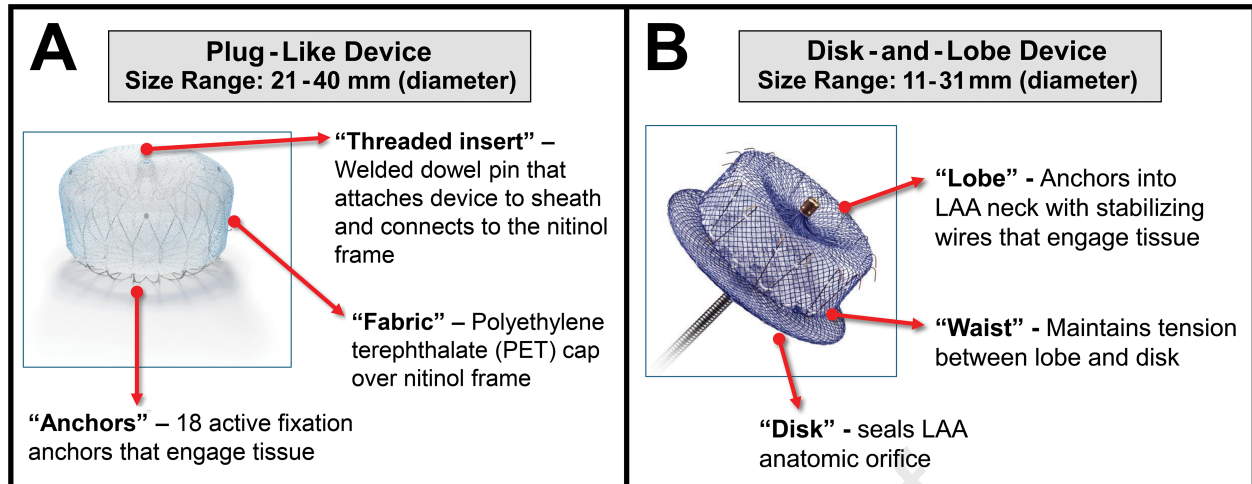 A
Plug-Like Device
Size Range: 21-40 mm (diameter)
“Threaded insert” –
Welded dowel pin that
attaches device to sheath
and connects to the nitinol
frame
“Fabric” – Polyethylene
terephthalate (PET) cap
over nitinol frame
“Anchors” – 18 active fixation
anchors that engage tissue
B
Disk-and-Lobe Device
Size Range: 11-31mm (diameter)
“Lobe” - Anchors into
LAA neck with stabilizing
wires that engage tissue
“Waist” - Maintains tension
between lobe and disk
“Disk” - seals LAA
anatomic orifice